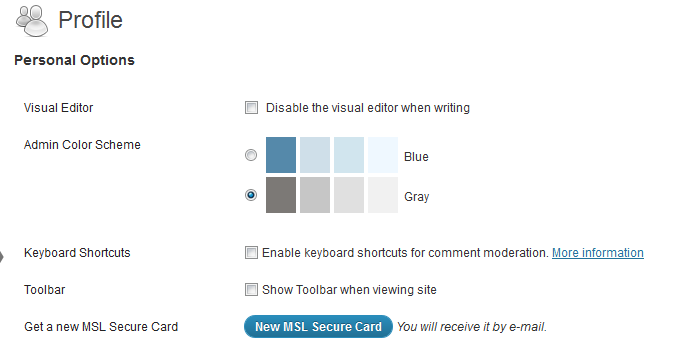 Profile
Personal Options
Visual Editor Disable the visual editor when writing
Admin Color Scheme
Blue
Gray
Keyboard Shortcuts Enable keyboard shortcuts for comment moderation. More information
Toolbar Show Toolbar when viewing site
Get a new MSL Secure Card New MSL Secure Card You will receive it by e-mail.